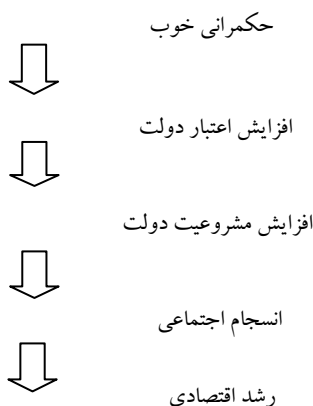 حکمرانی خوب
افزایش اعتبار دولت
افزایش مشروعیت دولت
انسجام اجتماعی
رشد اقتصادی